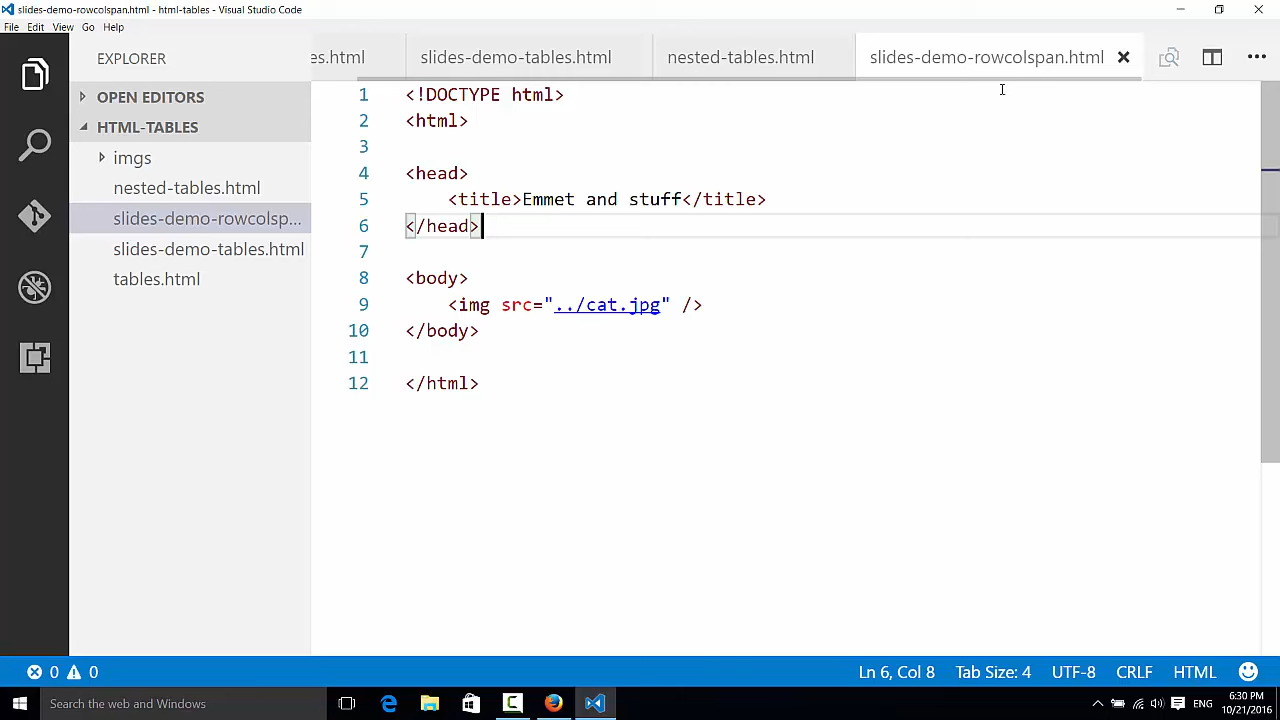 slides-demo-rowcolspan.html - html-tables - Visual Studio Code
File Edit View Go Help
EXPLORER
OPEN EDITORS
HTML-TABLES
imgs
nested-tables.html
slides-demo-rowcolsp...
slides-demo-tables.html
tables.html
es.html slides-demo-tables.html nested-tables.html slides-demo-rowcolspan.html
1 <!DOCTYPE html>
2 <html>
3
4 <head>
5 <title>Emmet and stuff</title>
6 </head>
7
8 <body>
9 <img src="../cat.jpg" />
10 </body>
11
12 </html>
0 0 Ln 6, Col 8 Tab Size: 4 UTF-8 CRLF HTML
Search the web and Windows
ENG
6:30 PM
10/21/2016